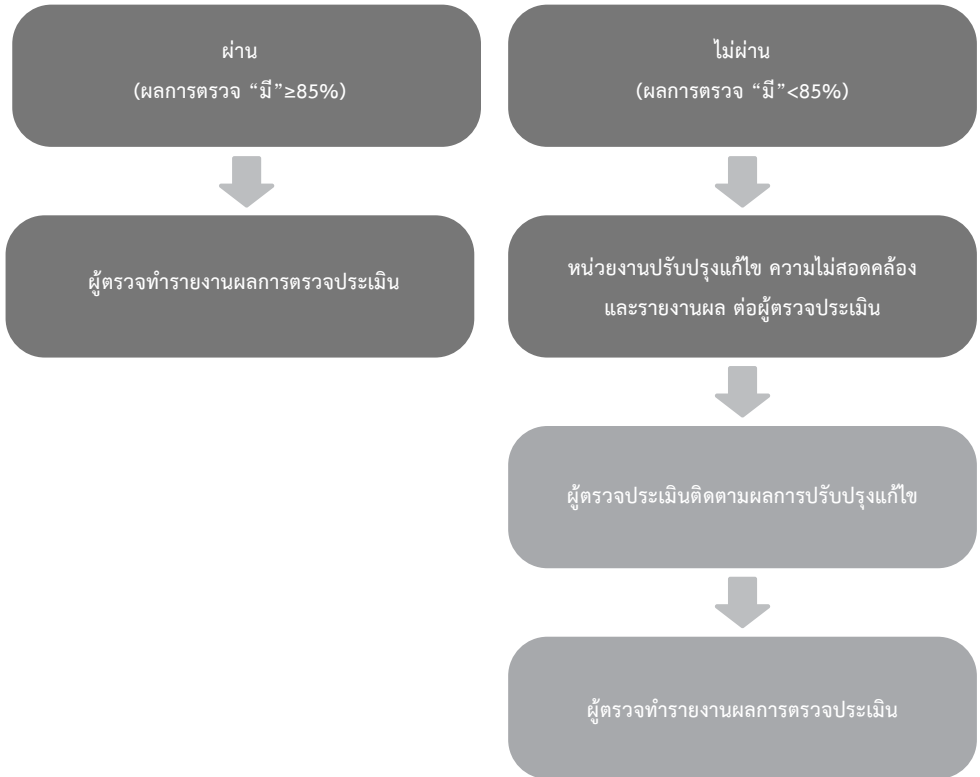 ผ่าน
(ผลการตรวจ “มี”≥85%)
ผู้ตรวจทำรายงานผลการตรวจประเมิน
ไม่ผ่าน
(ผลการตรวจ “มี”<85%)
หน่วยงานปรับปรุงแก้ไข ความไม่สอดคล้อง
และรายงานผล ต่อผู้ตรวจประเมิน
ผู้ตรวจประเมินติดตามผลการปรับปรุงแก้ไข
ผู้ตรวจทำรายงานผลการตรวจประเมิน